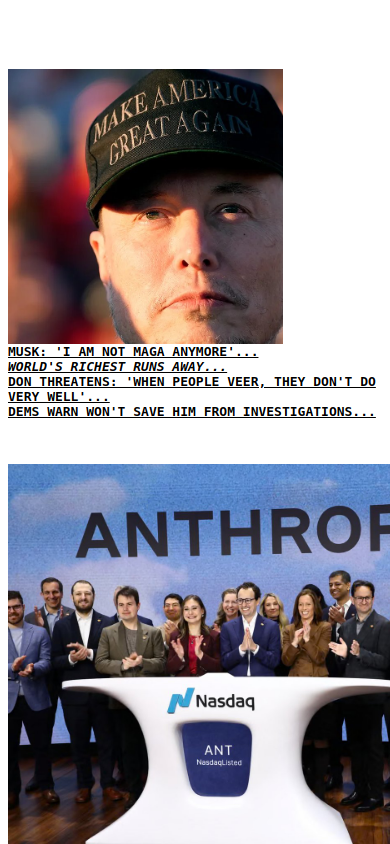 MAKE AMERICA
GREAT AGAIN
MUSK: 'I AM NOT MAGA ANYMORE'...
WORLD'S RICHEST RUNS AWAY...
DON THREATENS: 'WHEN PEOPLE VEER, THEY DON'T DO
VERY WELL'...
DEMS WARN WON'T SAVE HIM FROM INVESTIGATIONS...
ANTHROP
Nasdaq
ANT
NasdaqListed